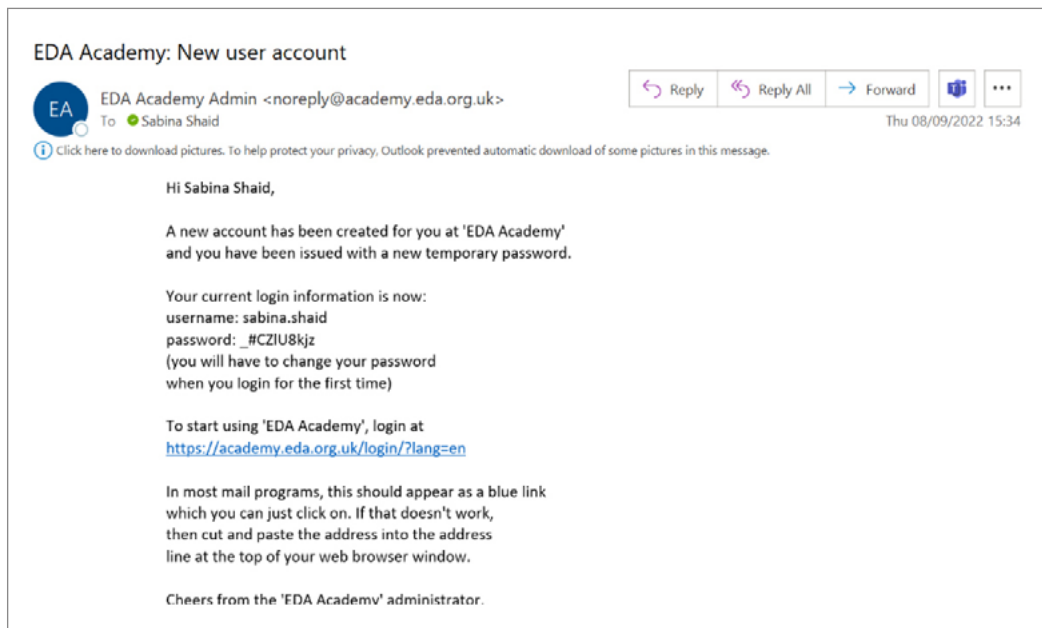 EDA Academy: New user account
EA
EDA Academy Admin <noreply@academy.eda.org.uk>
Reply
Reply All
Forward
To Sabina Shaid
Thu 08/09/2022 15:34
Click here to download pictures. To help protect your privacy, Outlook prevented automatic download of some pictures in this message.
Hi Sabina Shaid,
A new account has been created for you at 'EDA Academy'
and you have been issued with a new temporary password.
Your current login information is now:
username: sabina.shaid
password: _#CZlU8kjz
(you will have to change your password
when you login for the first time)
To start using 'EDA Academy', login at
https://academy.eda.org.uk/login/?lang=en
In most mail programs, this should appear as a blue link
which you can just click on. If that doesn't work,
then cut and paste the address into the address
line at the top of your web browser window.
Cheers from the 'EDA Academy' administrator.